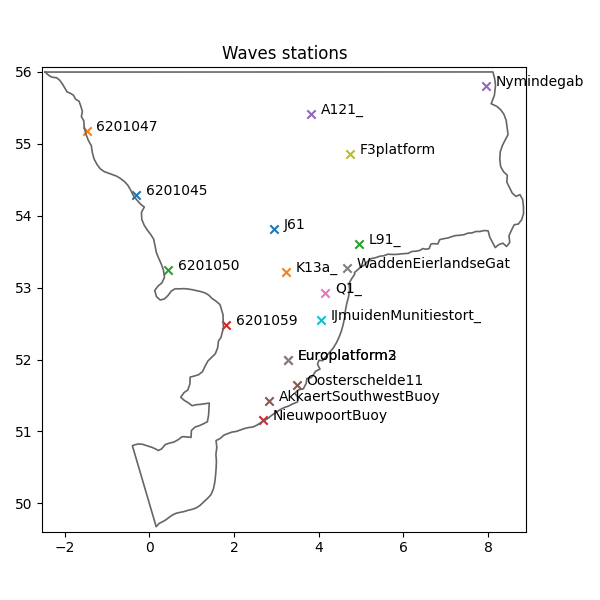 Waves stations
56
Nymindegab
A121_
6201047
55
F3platform
6201045
54
J61
L91_
WaddenEierlandseGat
6201050
K13a_
53
Q1_
IJmuidenMunitiestort_
6201059
52
Europlatform2
Oosterschelde11
AkkaertSouthwestBuoy
NieuwpoortBuoy
51
50
−2 0 2 4 6 8